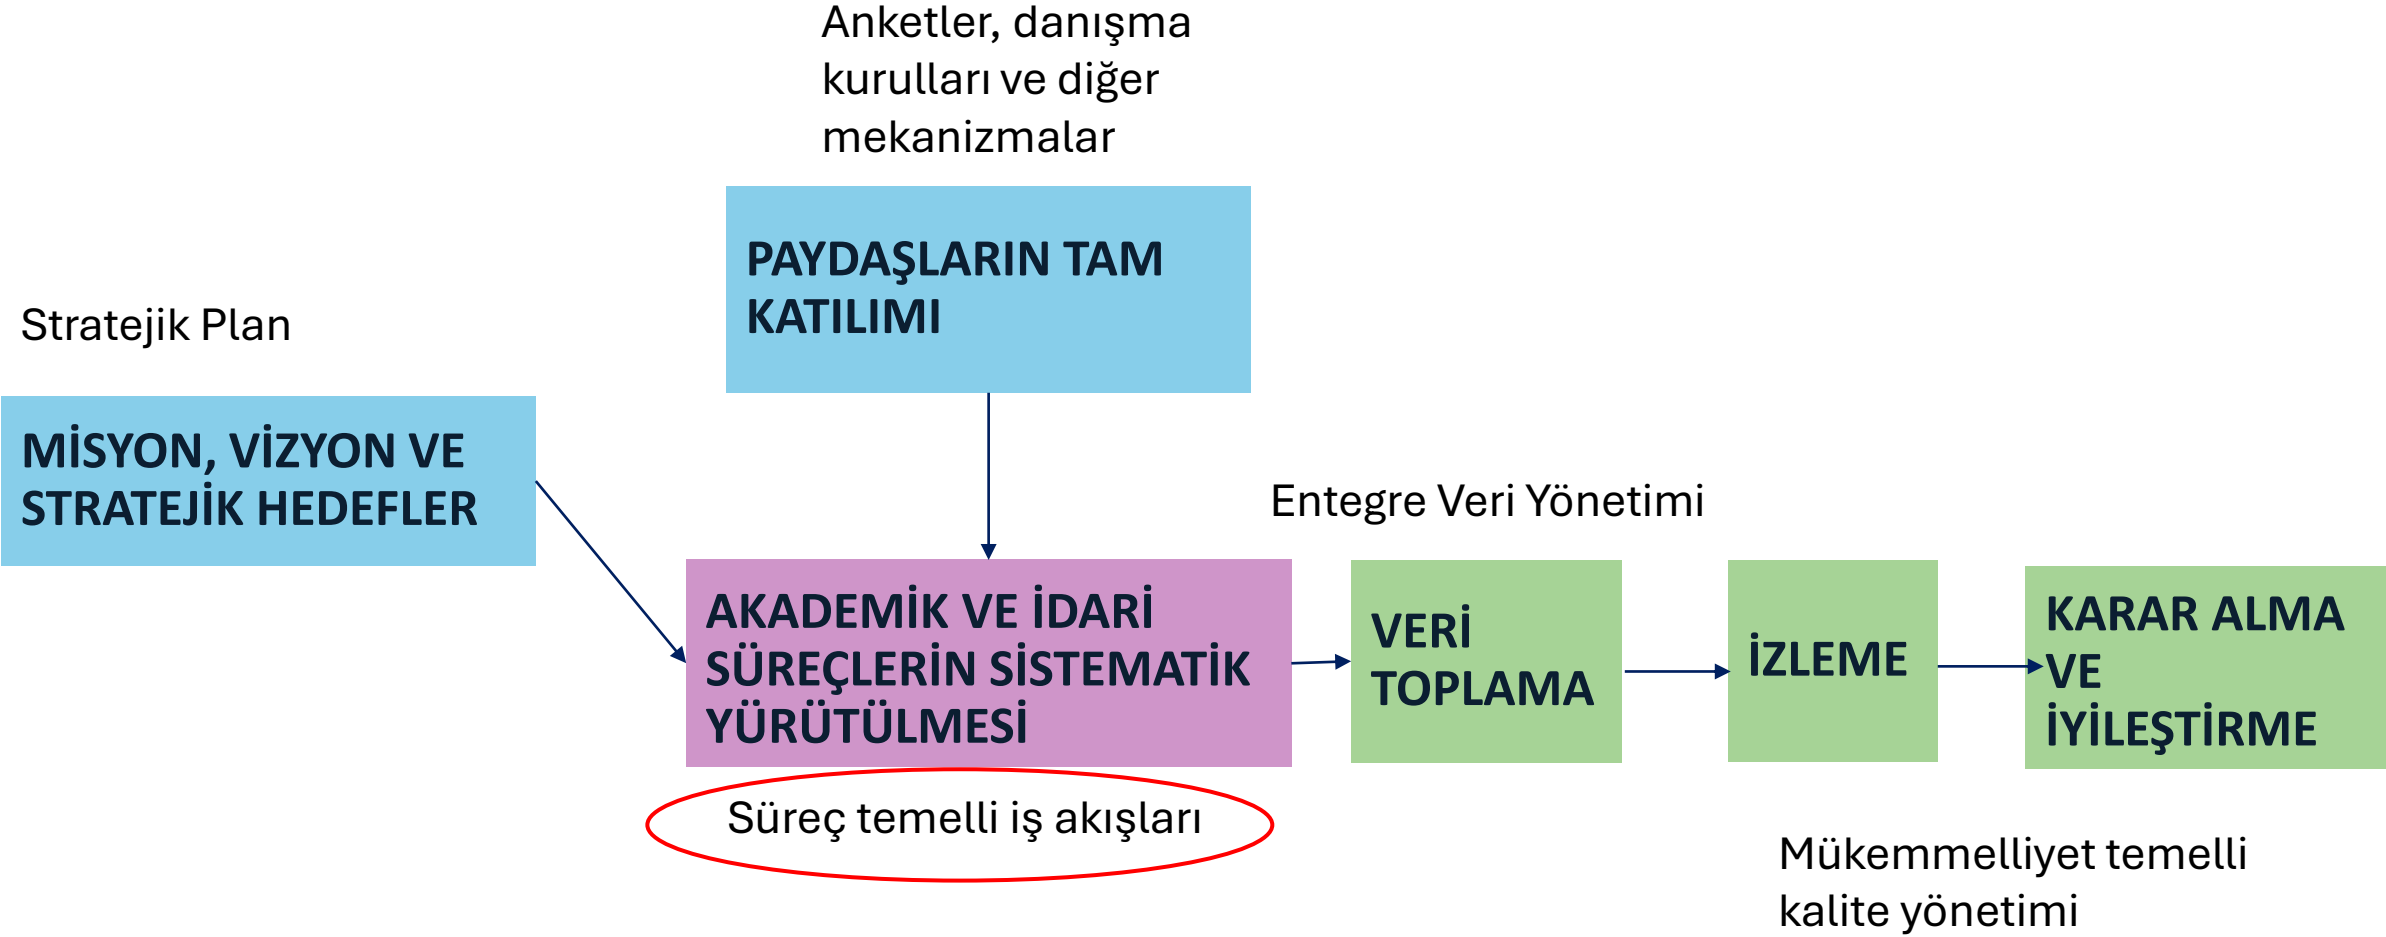 Anketler, danışma
kurulları ve diğer
mekanizmalar
PAYDAŞLARIN TAM
KATILIMI
Stratejik Plan
MİSYON, VİZYON VE
STRATEJİK HEDEFLER
Entegre Veri Yönetimi
AKADEMİK VE İDARİ
SÜREÇLERİN SİSTEMATİK
YÜRÜTÜLMESİ
VERİ
TOPLAMA
İZLEME
KARAR ALMA
VE
İYİLEŞTİRME
Süreç temelli iş akışları
Mükemmelliyet temelli
kalite yönetimi